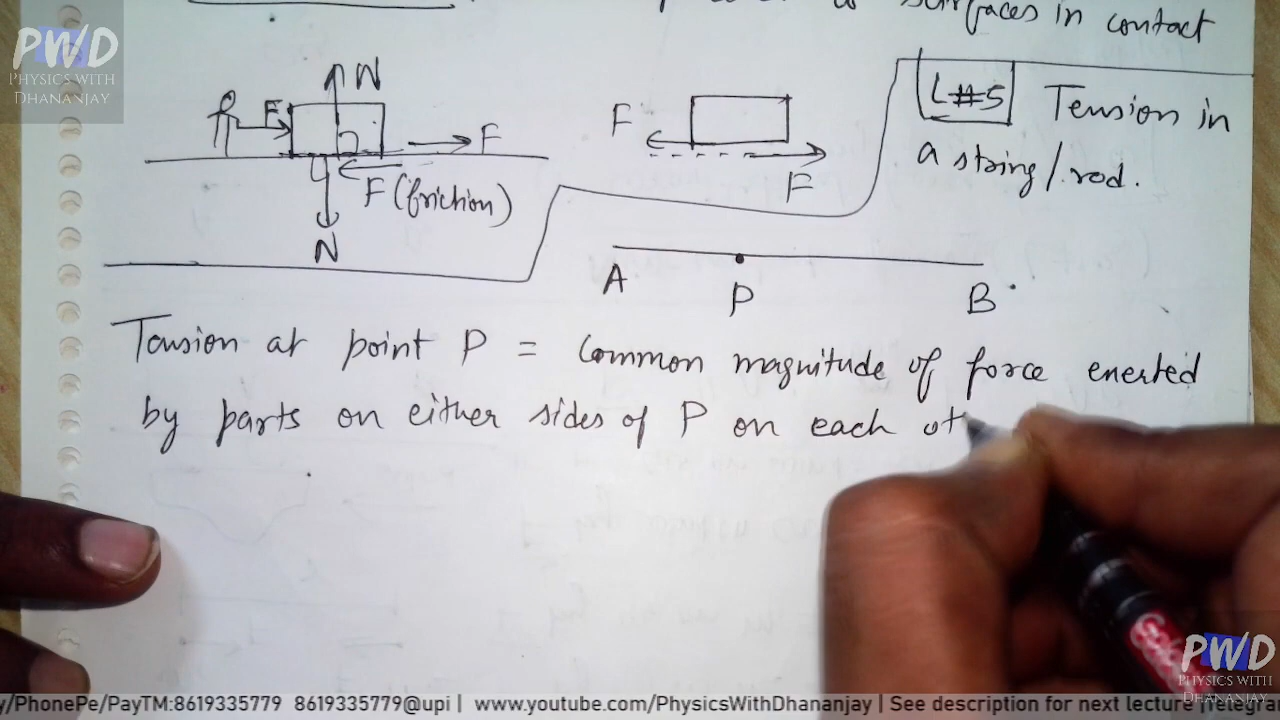 surfaces in contact
PWD
PHYSICS WITH
DHANANJAY
N
F
F
F (friction)
N
F
F
L#5 Tension in
a string/rod.
A
P
B
Tension at point P = Common magnitude of force enerted
by parts on either sides of P on each ot
PWD
PHYSICS WITH
DHANANJAY
y/PhonePe/PayTM:8619335779 8619335779@upi | www.youtube.com/PhysicsWithDhananjay | See description for next lecture |Telegra